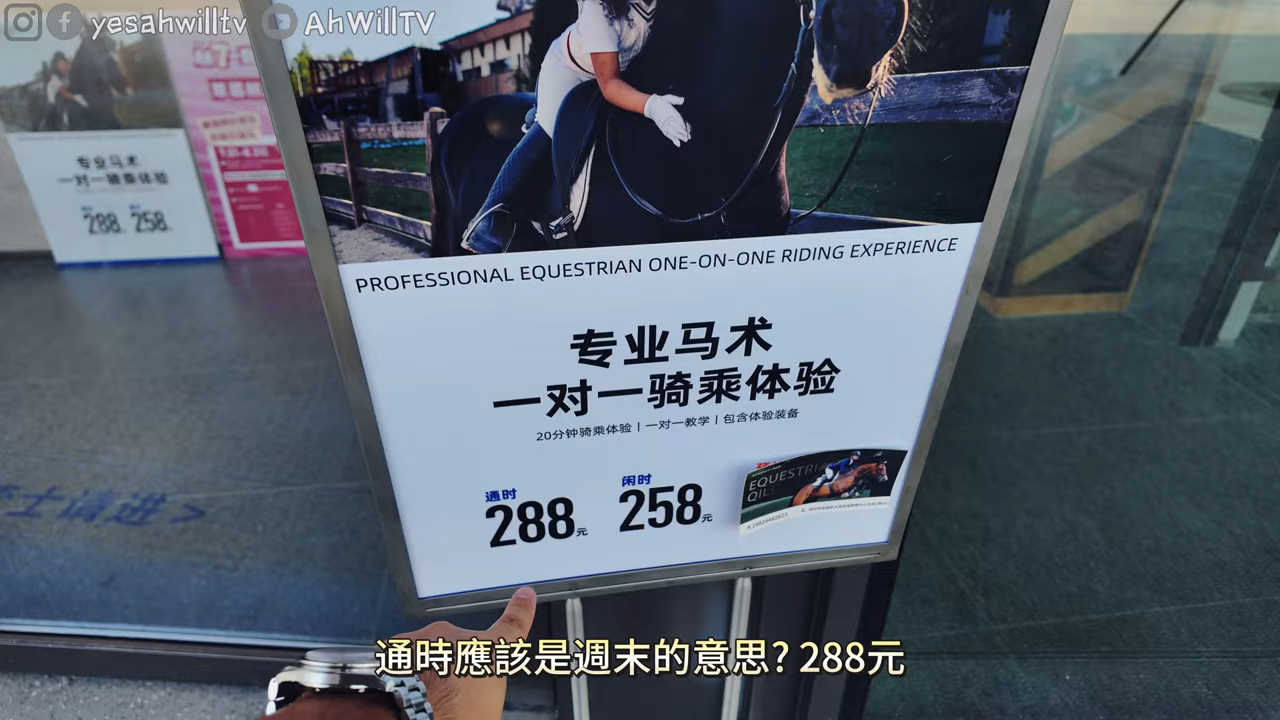 yesahwilltv AhWillTV
专业马术
一对一骑乘体验
288 258
PROFESSIONAL EQUESTRIAN ONE-ON-ONE RIDING EXPERIENCE
专业马术
一对一骑乘体验
20分钟骑乘体验 | 一对一教学 | 包含体验装备
通时 闲时
288元 258元
EQUESTRIA
QIL
士请进
通時應該是週末的意思? 288元